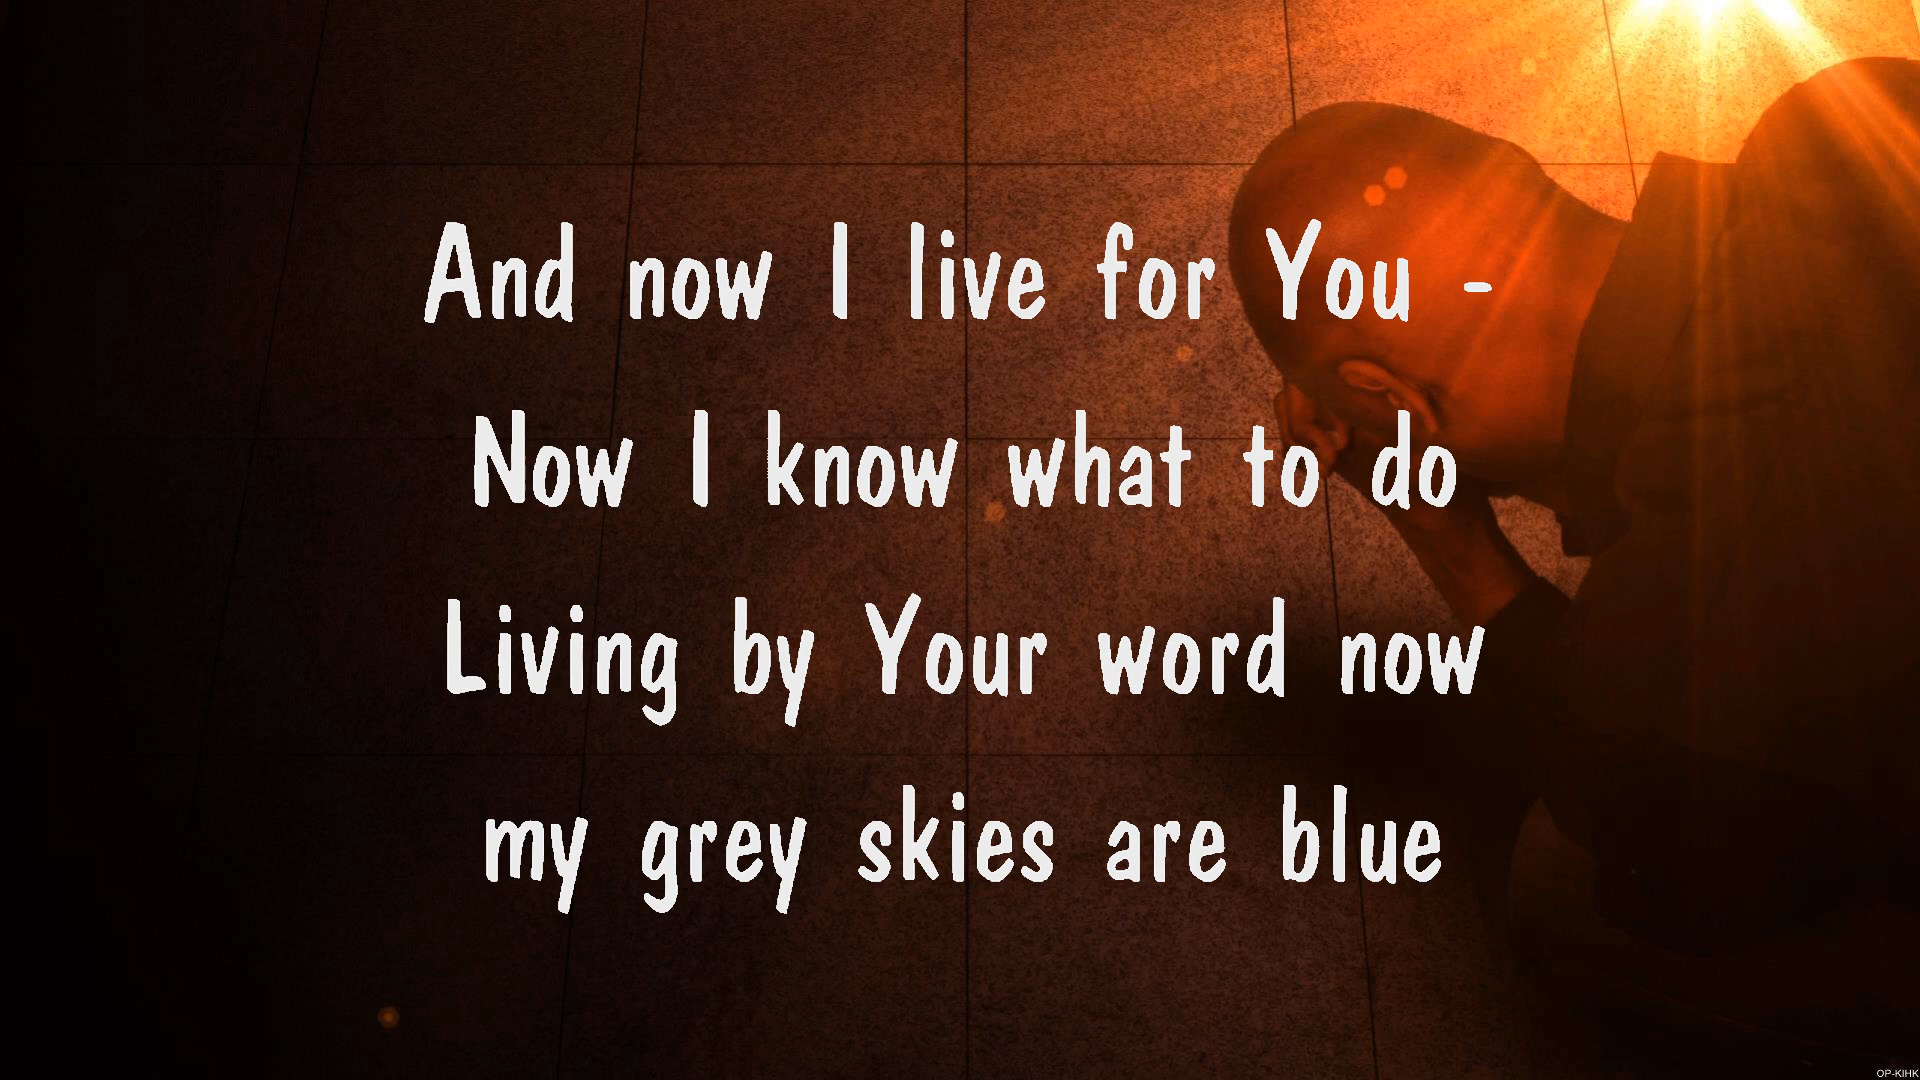 And now I live for You -
Now I know what to do
Living by Your word now
my grey skies are blue
OP-KIHK